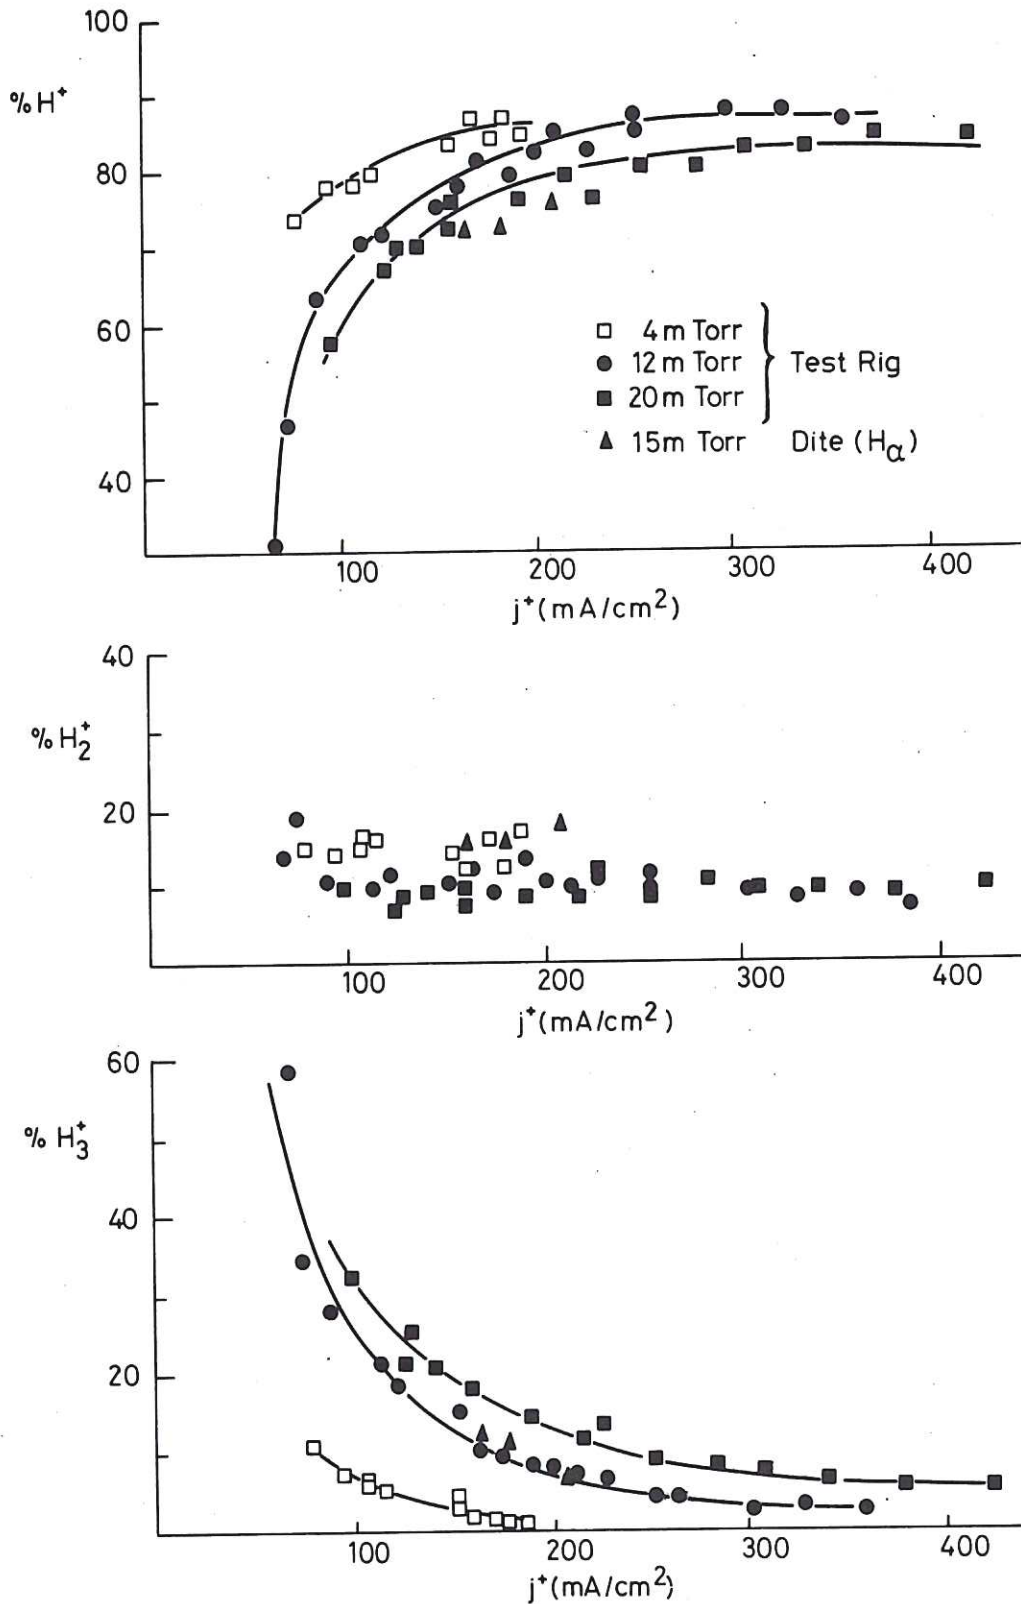 100
% H⁺
80
60
40
□ 4 m Torr
● 12 m Torr
■ 20 m Torr
Test Rig
▲ 15 m Torr
Dite (Hα)
100 200 300 400
j⁺ (mA/cm²)
40
% H₂⁺
20
100 200 300 400
j⁺ (mA/cm²)
60
% H₃⁺
40
20
100 200 300 400
j⁺ (mA/cm²)